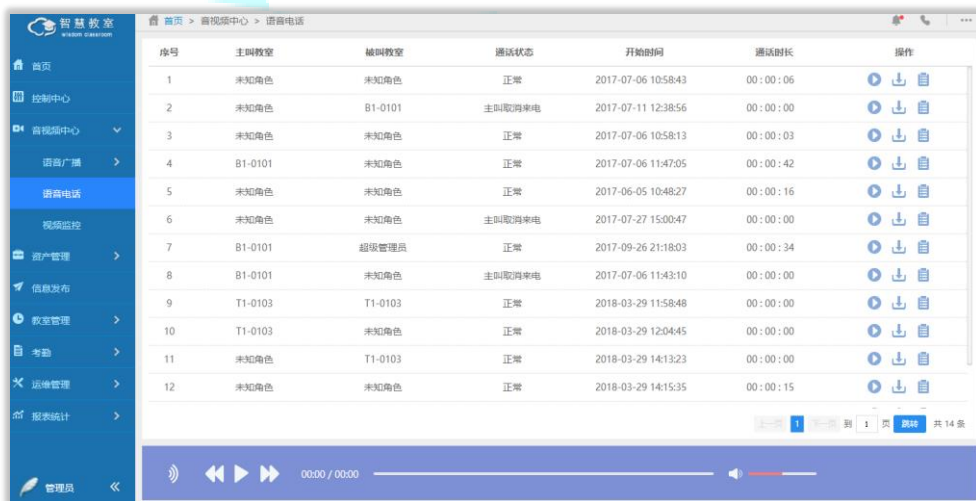 智慧教室
wisdom classroom
首页 > 音视频中心 > 语音电话
首页
控制中心
音视频中心
语音广播
语音电话
视频监控
资产管理
信息发布
教室管理
考勤
运维管理
报表统计
管理员
序号 主叫教室 被叫教室 通话状态 开始时间 通话时长 操作
1 未知角色 未知角色 正常 2017-07-06 10:58:43 00 : 00 : 06
2 未知角色 B1-0101 主叫取消来电 2017-07-11 12:38:56 00 : 00 : 00
3 未知角色 未知角色 正常 2017-07-06 10:58:13 00 : 00 : 03
4 B1-0101 未知角色 正常 2017-07-06 11:47:05 00 : 00 : 42
5 未知角色 未知角色 正常 2017-06-05 10:48:27 00 : 00 : 16
6 未知角色 未知角色 主叫取消来电 2017-07-27 15:00:47 00 : 00 : 00
7 B1-0101 超级管理员 正常 2017-09-26 21:18:03 00 : 00 : 34
8 B1-0101 未知角色 主叫取消来电 2017-07-06 11:43:10 00 : 00 : 00
9 T1-0103 T1-0103 正常 2018-03-29 11:58:48 00 : 00 : 00
10 T1-0103 未知角色 正常 2018-03-29 12:04:45 00 : 00 : 00
11 未知角色 T1-0103 正常 2018-03-29 14:13:23 00 : 00 : 00
12 未知角色 未知角色 正常 2018-03-29 14:15:35 00 : 00 : 15
上一页 1 下一页 到 1 页 跳转 共 14 条
00:00 / 00:00